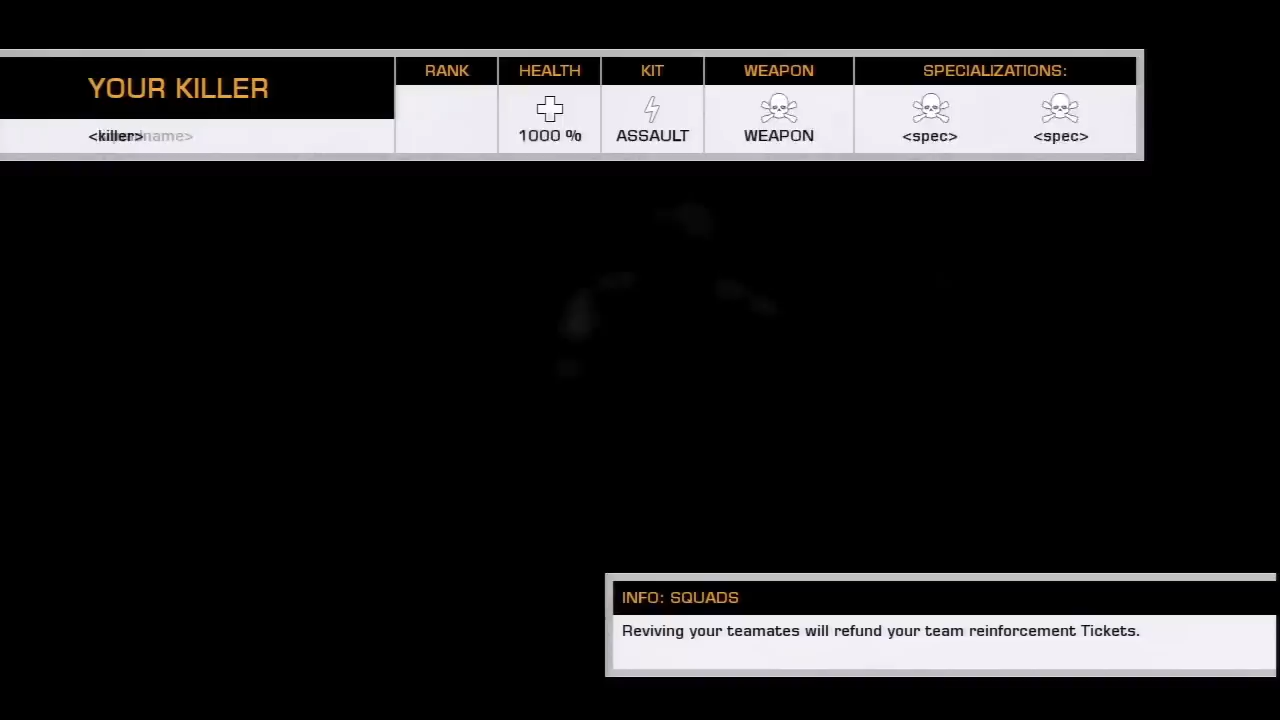 YOUR KILLER
<killer>
name>
RANK
HEALTH
1000 %
KIT
ASSAULT
WEAPON
WEAPON
SPECIALIZATIONS:
<spec> <spec>
INFO: SQUADS
Reviving your teamates will refund your team reinforcement Tickets.